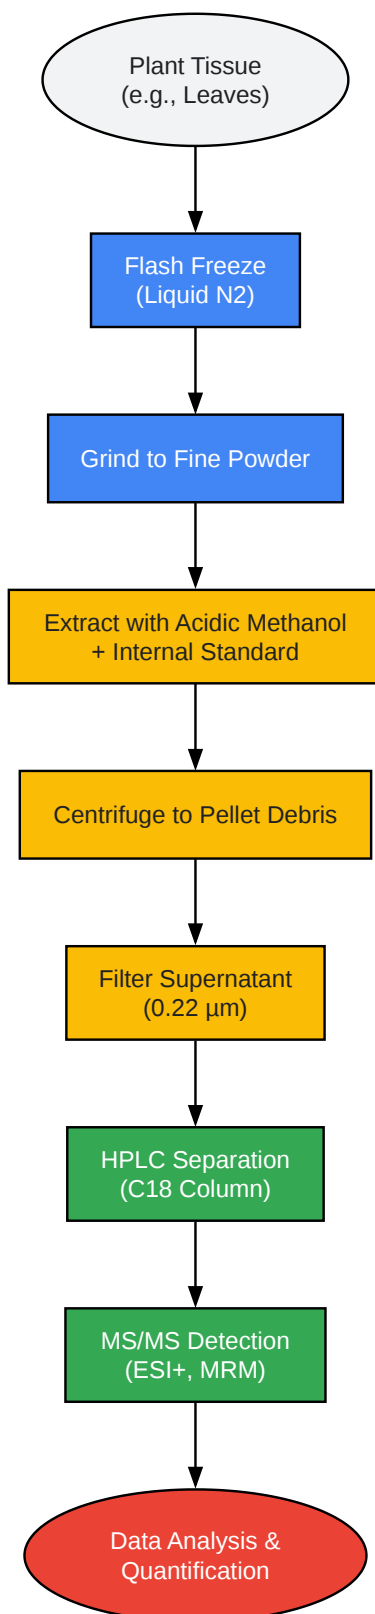 Plant Tissue
(e.g., Leaves)
Flash Freeze
(Liquid N2)
Grind to Fine Powder
Extract with Acidic Methanol
+ Internal Standard
Centrifuge to Pellet Debris
Filter Supernatant
(0.22 µm)
HPLC Separation
(C18 Column)
MS/MS Detection
(ESI+, MRM)
Data Analysis &
Quantification